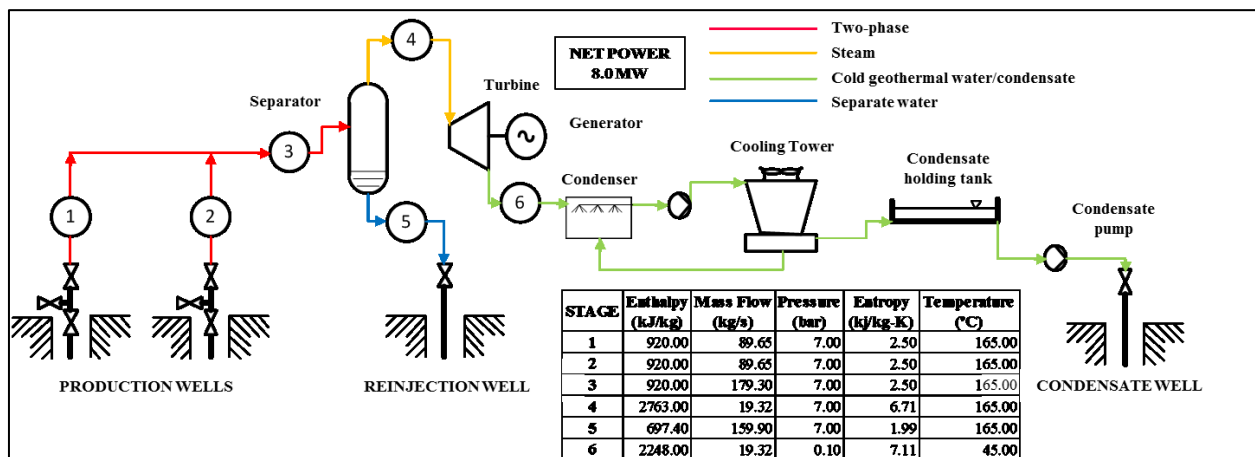 Two-phase
Steam
Cold geothermal water/condensate
Separate water
NET POWER
8.0 MW
4
Turbine
Separator
Generator
3
Cooling Tower
Condensate
holding tank
Condenser
1
2
6
5
Condensate
pump
PRODUCTION WELLS
REINJECTION WELL
CONDENSATE WELL
STAGE Enthalpy (kJ/kg) Mass Flow (kg/s) Pressure (bar) Entropy (kj/kg-K) Temperature (°C)
1 920.00 89.65 7.00 2.50 165.00
2 920.00 89.65 7.00 2.50 165.00
3 920.00 179.30 7.00 2.50 165.00
4 2763.00 19.32 7.00 6.71 165.00
5 697.40 159.90 7.00 1.99 165.00
6 2248.00 19.32 0.10 7.11 45.00